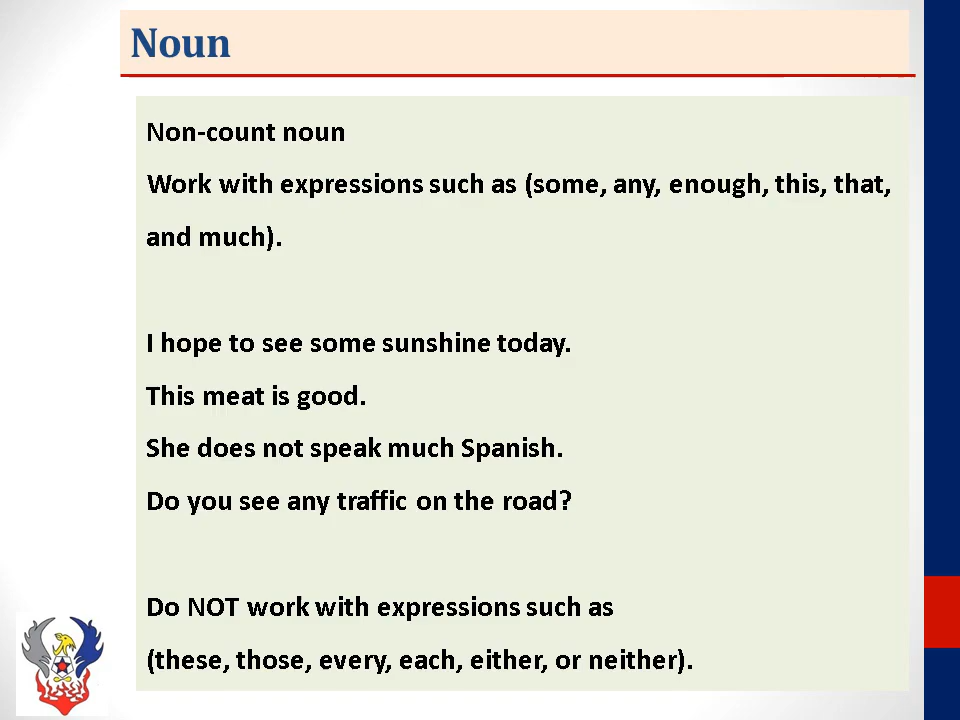 Noun
Non-count noun
Work with expressions such as (some, any, enough, this, that,
and much).
I hope to see some sunshine today.
This meat is good.
She does not speak much Spanish.
Do you see any traffic on the road?
Do NOT work with expressions such as
(these, those, every, each, either, or neither).